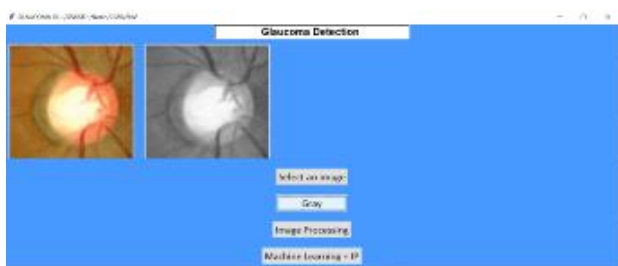 Glaucoma Detection
Select an image
Gray
Image Processing
Machine Learning + IP